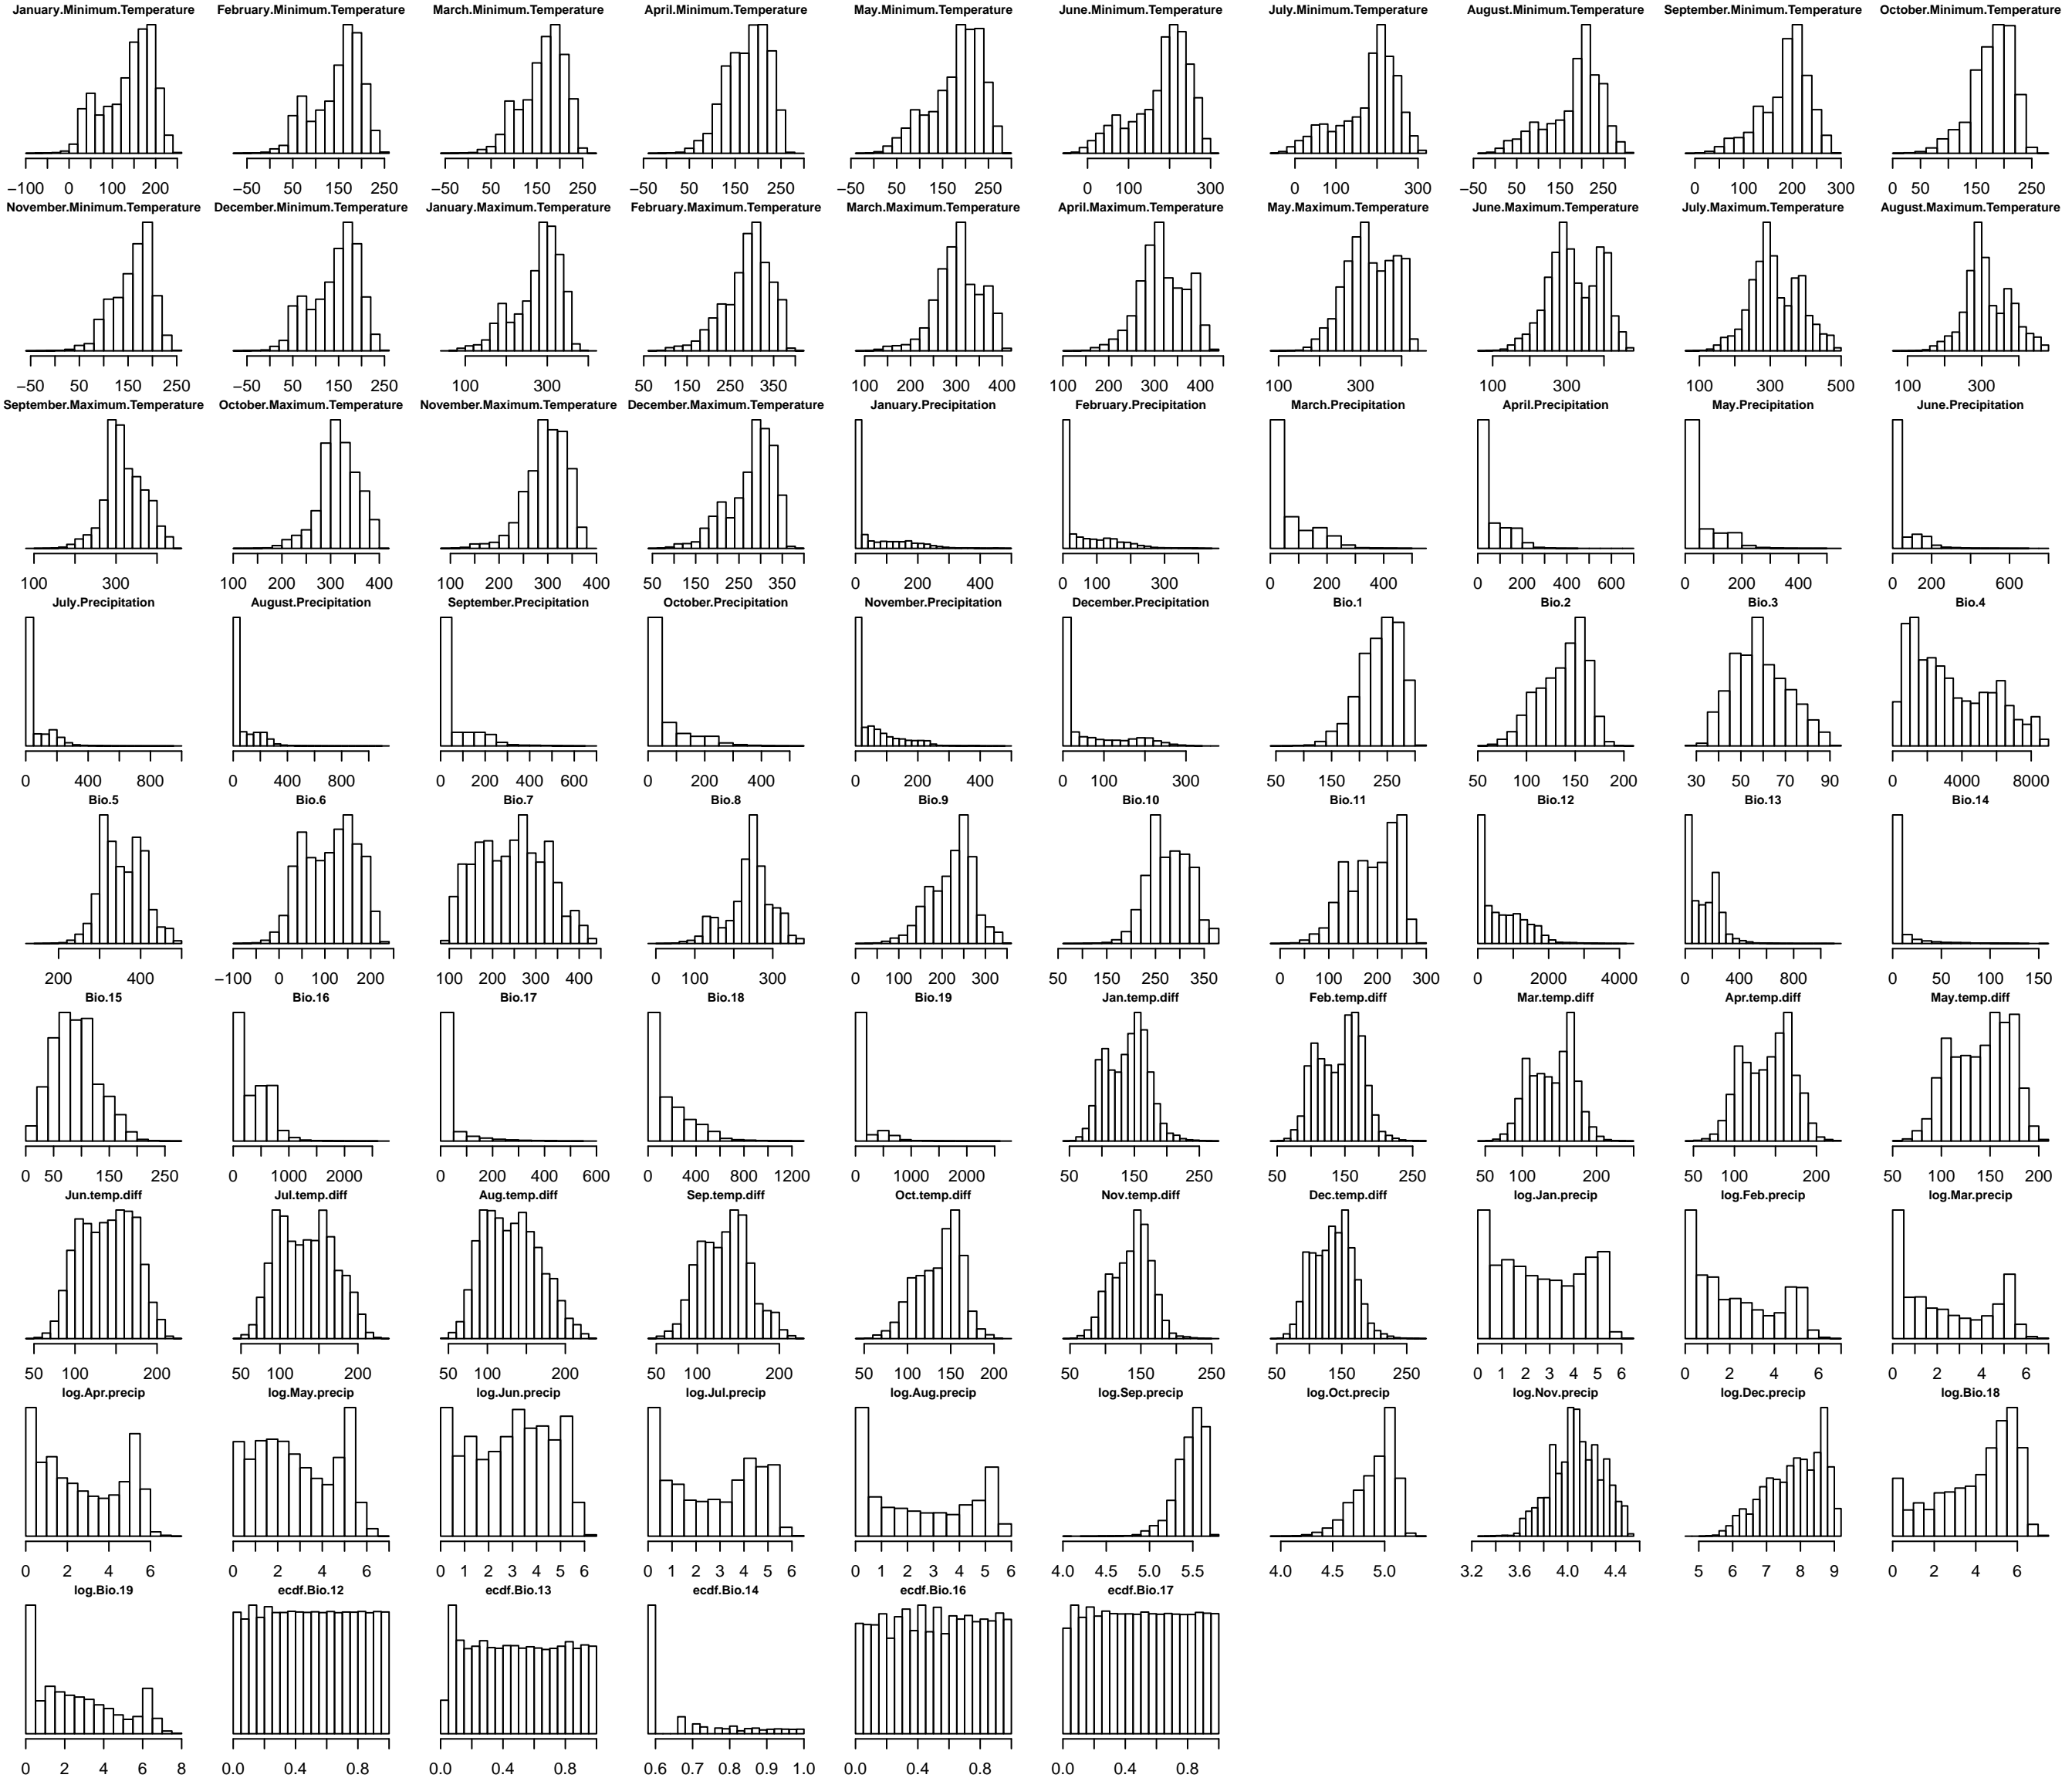 January.Minimum.Temperature February.Minimum.Temperature March.Minimum.Temperature April.Minimum.Temperature May.Minimum.Temperature June.Minimum.Temperature July.Minimum.Temperature August.Minimum.Temperature September.Minimum.Temperature October.Minimum.Temperature
−100 0 100 200 −50 50 150 250 −50 50 150 250 −50 50 150 250 −50 50 150 250 0 100 300 0 100 300 −50 50 150 250 0 100 200 300 0 50 150 250
November.Minimum.Temperature December.Minimum.Temperature January.Maximum.Temperature February.Maximum.Temperature March.Maximum.Temperature April.Maximum.Temperature May.Maximum.Temperature June.Maximum.Temperature July.Maximum.Temperature August.Maximum.Temperature
−50 50 150 250 −50 50 150 250 100 300 50 150 250 350 100 200 300 400 100 200 300 400 100 300 100 300 100 300 500 100 300
September.Maximum.Temperature October.Maximum.Temperature November.Maximum.Temperature December.Maximum.Temperature January.Precipitation February.Precipitation March.Precipitation April.Precipitation May.Precipitation June.Precipitation
100 300 100 200 300 400 100 200 300 400 50 150 250 350 0 200 400 0 100 300 0 200 400 0 200 400 600 0 200 400 0 200 600
July.Precipitation August.Precipitation September.Precipitation October.Precipitation November.Precipitation December.Precipitation Bio.1 Bio.2 Bio.3 Bio.4
0 400 800 0 400 800 0 200 400 600 0 200 400 0 200 400 0 100 300 50 150 250 50 100 150 200 30 50 70 90 0 4000 8000
Bio.5 Bio.6 Bio.7 Bio.8 Bio.9 Bio.10 Bio.11 Bio.12 Bio.13 Bio.14
200 400 −100 0 100 200 100 200 300 400 0 100 300 0 100 200 300 50 150 250 350 0 100 200 300 0 2000 4000 0 400 800 0 50 100 150
Bio.15 Bio.16 Bio.17 Bio.18 Bio.19 Jan.temp.diff Feb.temp.diff Mar.temp.diff Apr.temp.diff May.temp.diff
0 50 150 250 0 1000 2000 0 200 400 600 0 400 800 1200 0 1000 2000 50 150 250 50 150 250 50 100 200 50 100 200 50 100 150 200
Jun.temp.diff Jul.temp.diff Aug.temp.diff Sep.temp.diff Oct.temp.diff Nov.temp.diff Dec.temp.diff log.Jan.precip log.Feb.precip log.Mar.precip
50 100 200 50 100 200 50 100 200 50 100 200 50 100 150 200 50 150 250 50 150 250 0 1 2 3 4 5 6 0 2 4 6 0 2 4 6
log.Apr.precip log.May.precip log.Jun.precip log.Jul.precip log.Aug.precip log.Sep.precip log.Oct.precip log.Nov.precip log.Dec.precip log.Bio.18
0 2 4 6 0 2 4 6 0 1 2 3 4 5 6 0 1 2 3 4 5 6 0 1 2 3 4 5 6 4.0 4.5 5.0 5.5 4.0 4.5 5.0 3.2 3.6 4.0 4.4 5 6 7 8 9 0 2 4 6
log.Bio.19 ecdf.Bio.12 ecdf.Bio.13 ecdf.Bio.14 ecdf.Bio.16 ecdf.Bio.17
0 2 4 6 8 0.0 0.4 0.8 0.0 0.4 0.8 0.6 0.7 0.8 0.9 1.0 0.0 0.4 0.8 0.0 0.4 0.8